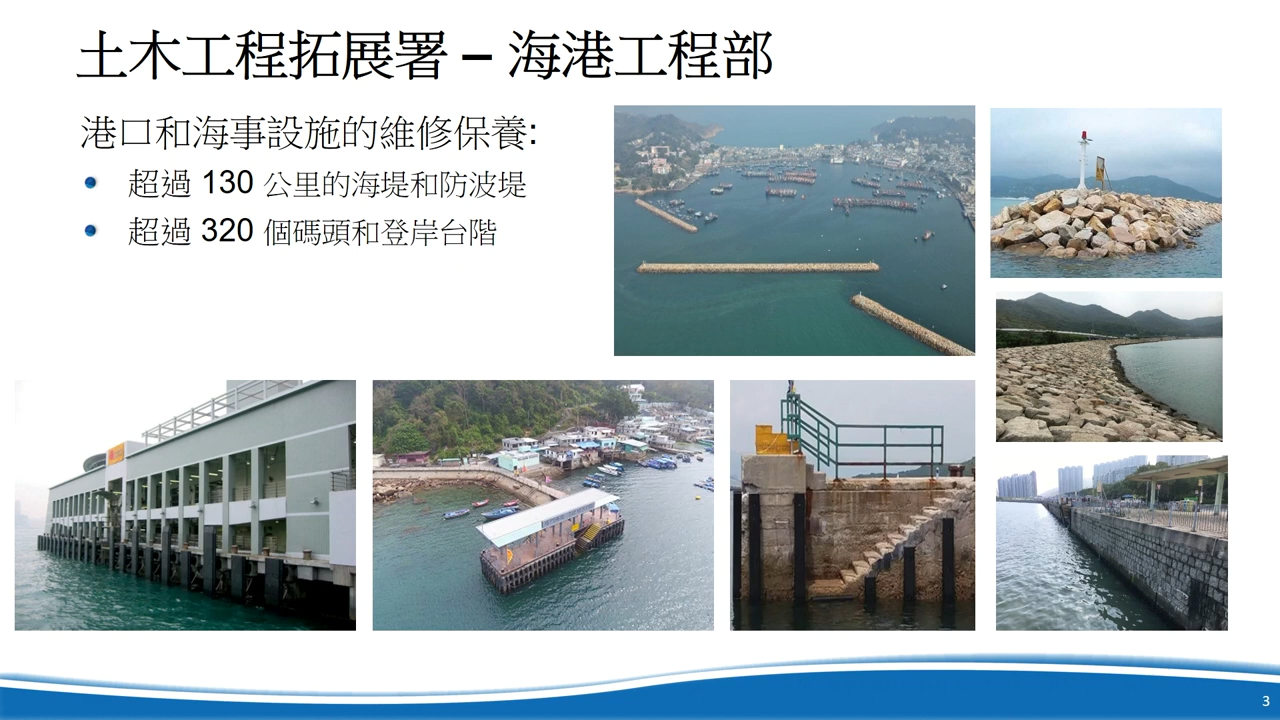 土木工程拓展署 – 海港工程部
港口和海事設施的維修保養:
超過 130 公里的海堤和防波堤
超過 320 個碼頭和登岸台階
3